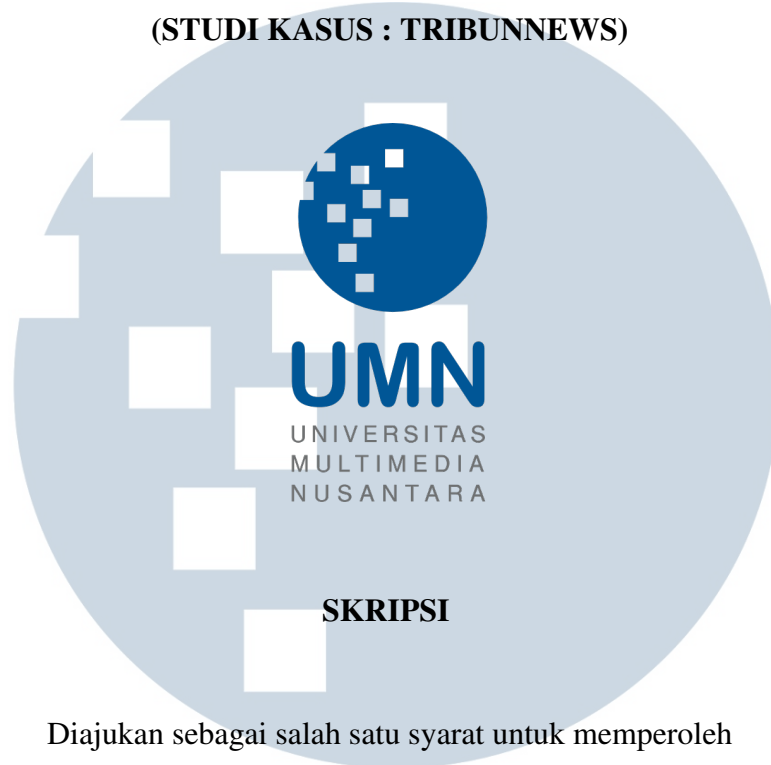 (STUDI KASUS : TRIBUNNEWS)
UMN
UNIVERSITAS
MULTIMEDIA
NUSANTARA
SKRIPSI
Diajukan sebagai salah satu syarat untuk memperoleh